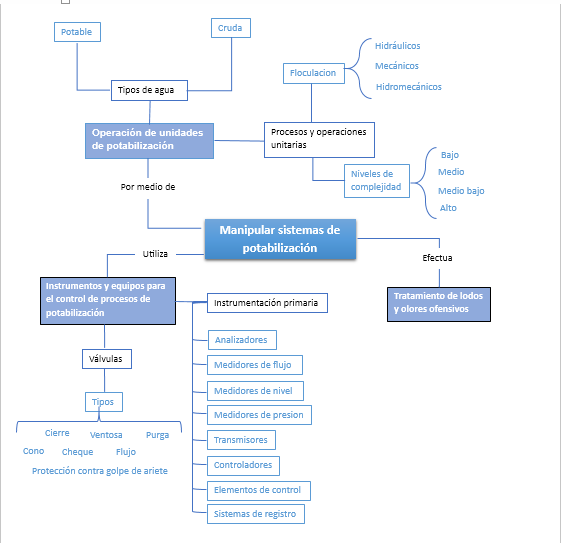 Potable
Cruda
Tipos de agua
Floculacion
Hidráulicos
Mecánicos
Hidromecánicos
Operación de unidades
de potabilización
Procesos y operaciones
unitarias
Niveles de
complejidad
Bajo
Medio
Medio bajo
Alto
Por medio de
Manipular sistemas de
potabilización
Utiliza
Efectua
Instrumentos y equipos para
el control de procesos de
potabilización
Tratamiento de lodos
y olores ofensivos
Instrumentación primaria
Analizadores
Medidores de flujo
Medidores de nivel
Medidores de presion
Transmisores
Controladores
Elementos de control
Sistemas de registro
Válvulas
Tipos
Cierre
Ventosa
Purga
Cono
Cheque
Flujo
Protección contra golpe de ariete